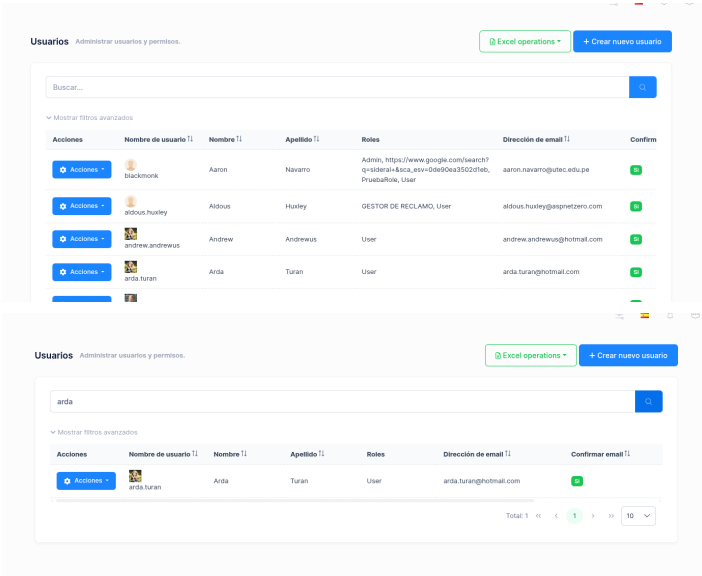 Usuarios Administrar usuarios y permisos. Excel operations + Crear nuevo usuario
Buscar...
Mostrar filtros avanzados
Acciones Nombre de usuario Nombre Apellido Roles Dirección de email Confirm
Acciones blackmonk Aaron Navarro Admin, https://www.google.com/search?
q=siderai+&sca_esv=0de90ea3502d1eb,
PruebaRole, User aaron.navarro@utec.edu.pe Si
Acciones aldous.huxley Aldous Huxley GESTOR DE RECLAMO, User aldous.huxley@aspnetzero.com Si
Acciones andrew.andrewus Andrew Andrewus User andrew.andrewus@hotmail.com Si
Acciones arda.turan Arda Turan User arda.turan@hotmail.com Si
Usuarios Administrar usuarios y permisos. Excel operations + Crear nuevo usuario
arda
Mostrar filtros avanzados
Acciones Nombre de usuario Nombre Apellido Roles Dirección de email Confirmar email
Acciones arda.turan Arda Turan User arda.turan@hotmail.com Si
Total: 1 « < 1 > » 10